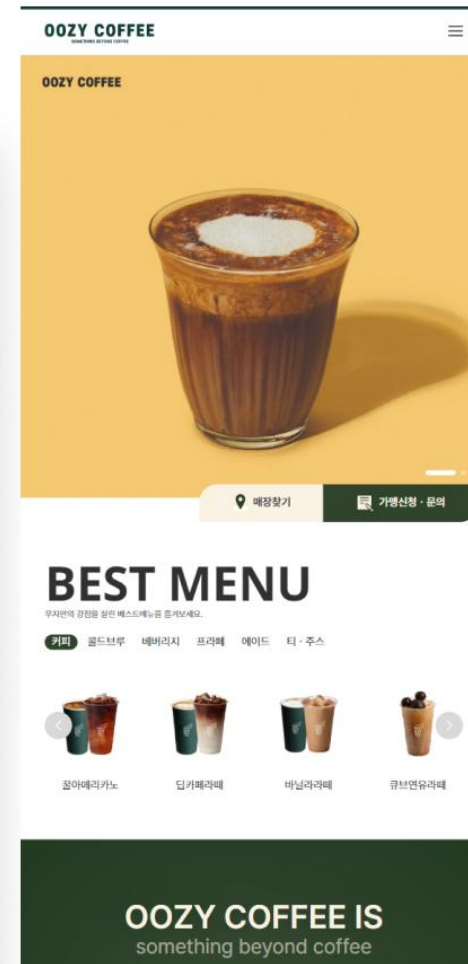 OOZY COFFEE
SOMETHING BEYOND COFFEE
OOZY COFFEE
매장찾기
가맹신청 · 문의
BEST MENU
우지만의 강점을 살린 베스트메뉴를 즐겨보세요.
커피 콜드브루 베버리지 프라페 에이드 티 · 주스
꿀아메리카노 딥카페라떼 바닐라라떼 큐브연유라떼
OOZY COFFEE IS
something beyond coffee